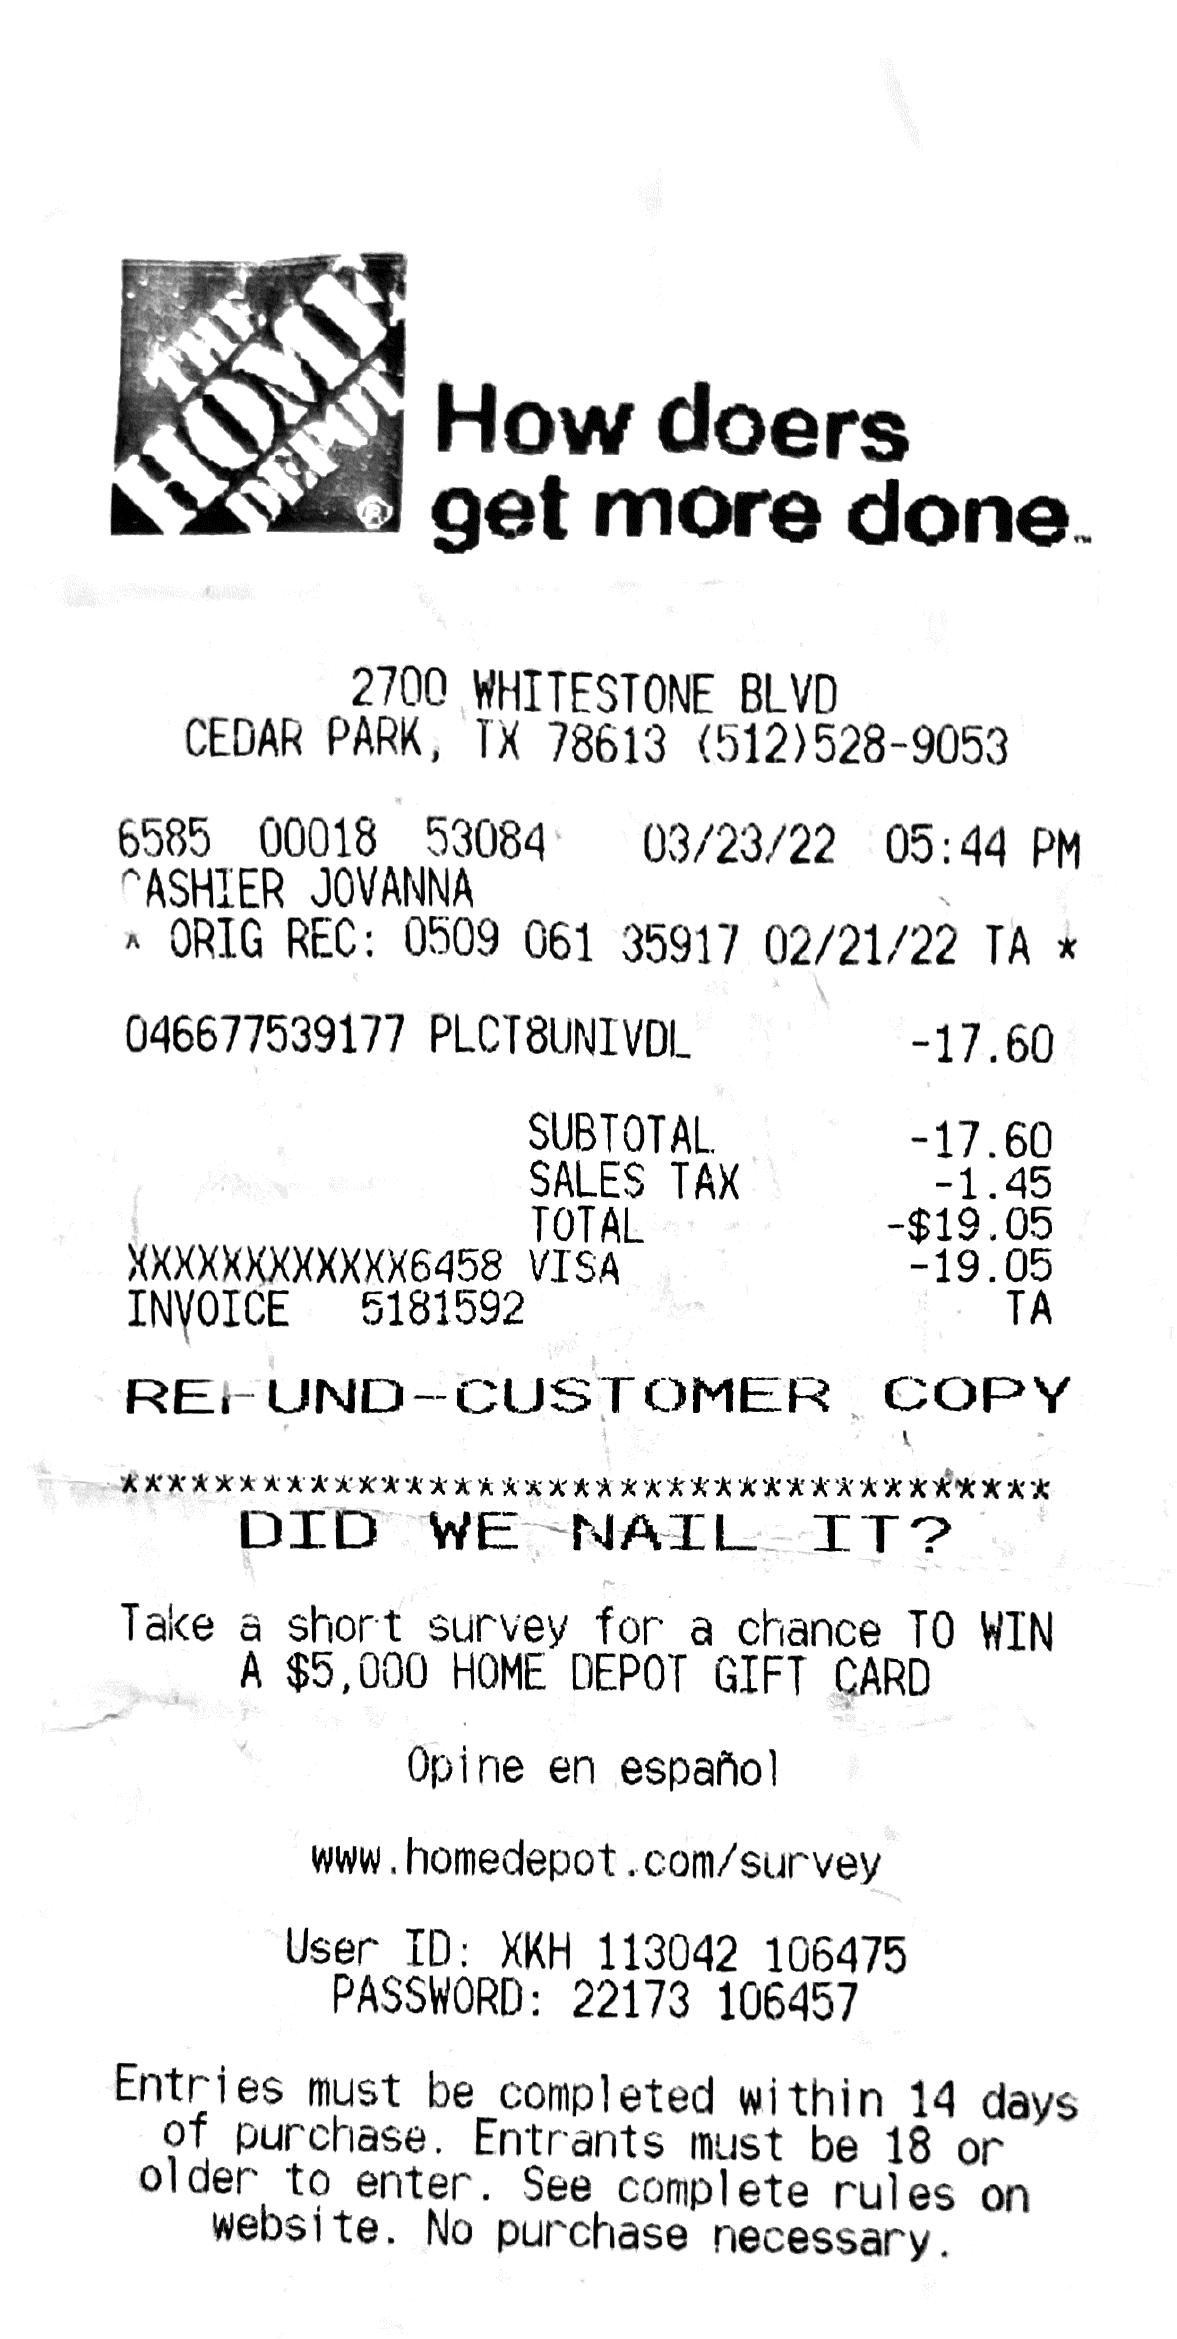 THE
HOME
DEPOT
®
How doers
get more done.™
2700 WHITESTONE BLVD
CEDAR PARK, TX 78613 (512)528-9053
6585 00018 53084 03/23/22 05:44 PM
CASHIER JOVANNA
* ORIG REC: 0509 061 35917 02/21/22 TA *
046677539177 PLCT8UNIVDL -17.60
SUBTOTAL -17.60
SALES TAX -1.45
TOTAL -$19.05
XXXXXXXXXXXX6458 VISA -19.05
INVOICE 5181592 TA
REFUND-CUSTOMER COPY
***************************************
DID WE NAIL IT?
Take a short survey for a chance TO WIN
A $5,000 HOME DEPOT GIFT CARD
Opine en español
www.homedepot.com/survey
User ID: XKH 113042 106475
PASSWORD: 22173 106457
Entries must be completed within 14 days
of purchase. Entrants must be 18 or
older to enter. See complete rules on
website. No purchase necessary.